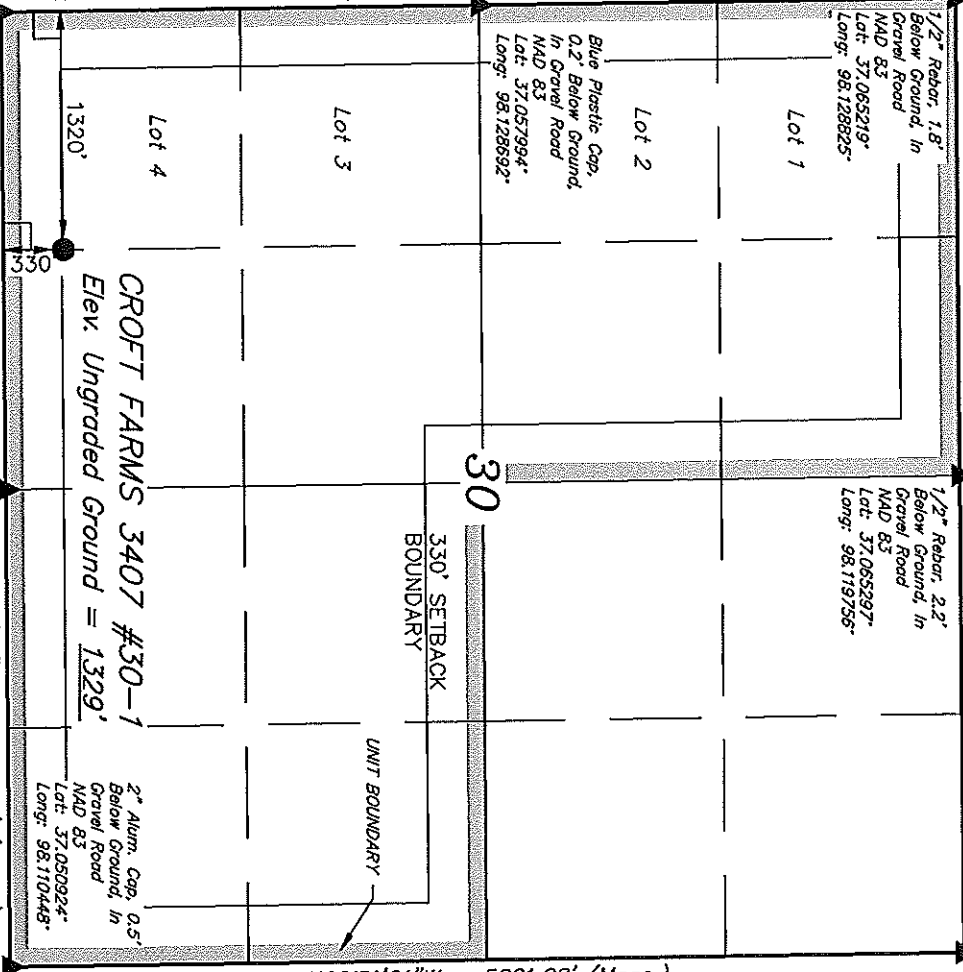 1/2" Rebar, 1.8'
Below Ground, In
Gravel Road
NAD 83
Lat: 37.065219°
Long: 98.128825°
1/2" Rebar, 2.2'
Below Ground, In
Gravel Road
NAD 83
Lat: 37.065297°
Long: 98.119756°
Lot 1
Lot 2
Blue Plastic Cap,
0.2' Below Ground,
In Gravel Road
NAD 83
Lat: 37.057994°
Long: 98.128692°
Lot 3
Lot 4
30
330' SETBACK
BOUNDARY
UNIT BOUNDARY
1320'
330
CROFT FARMS 3407 #30-1
Elev. Ungraded Ground = 1329'
2" Alum. Cap, 0.5'
Below Ground, In
Gravel Road
NAD 83
Lat: 37.050924°
Long: 98.110448°
(Meas.)